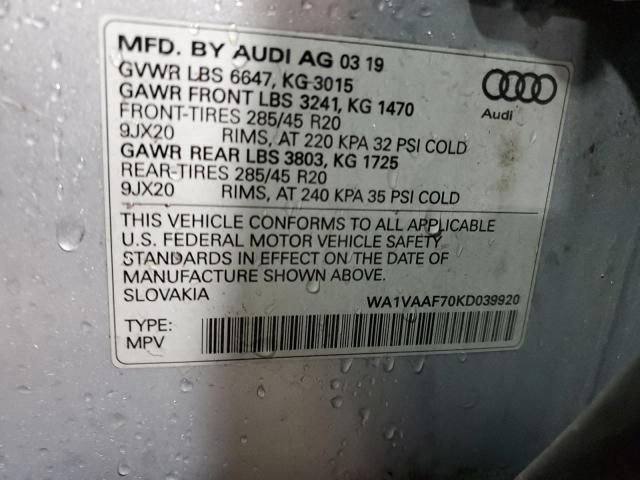 MFD. BY AUDI AG 03 19
GVWR LBS 6647, KG 3015
GAWR FRONT LBS 3241, KG 1470
FRONT-TIRES 285/45 R20
9JX20 RIMS, AT 220 KPA 32 PSI COLD
GAWR REAR LBS 3803, KG 1725
REAR-TIRES 285/45 R20
9JX20 RIMS, AT 240 KPA 35 PSI COLD
Audi
THIS VEHICLE CONFORMS TO ALL APPLICABLE
U.S. FEDERAL MOTOR VEHICLE SAFETY
STANDARDS IN EFFECT ON THE DATE OF
MANUFACTURE SHOWN ABOVE.
SLOVAKIA WA1VAAF70KD039920
TYPE:
MPV